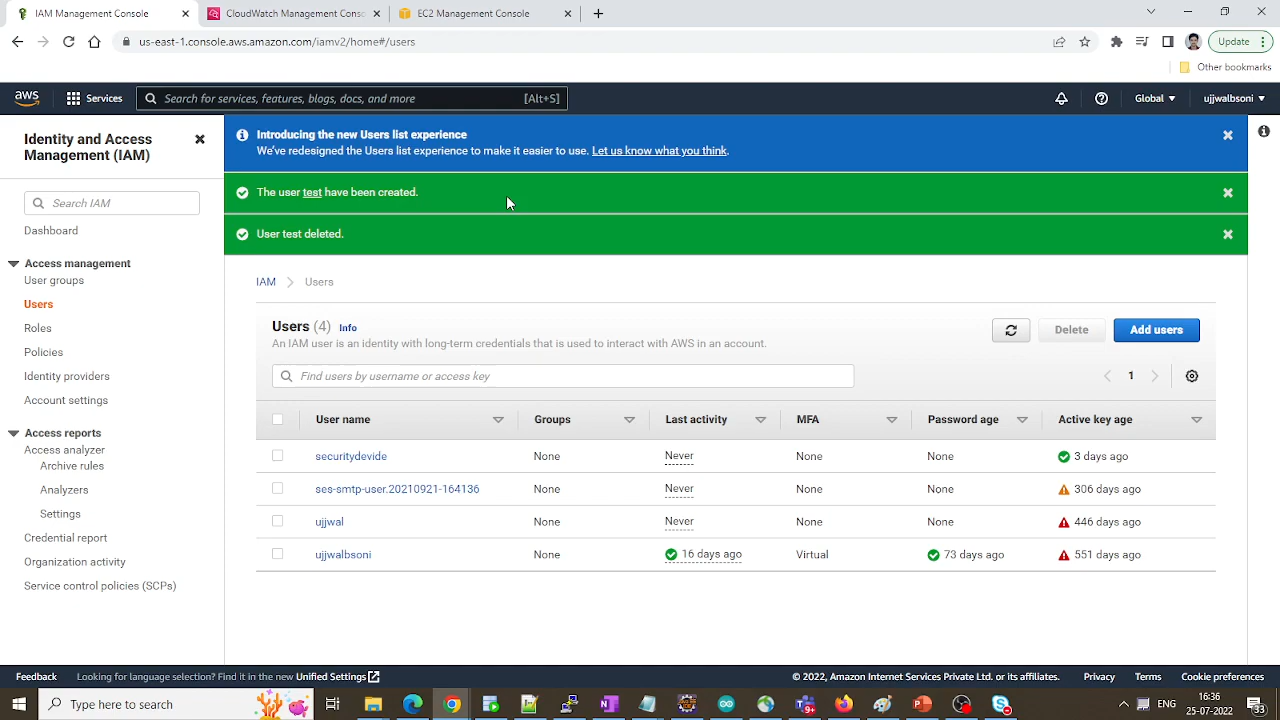 IAM Management Console
CloudWatch Management Conso
EC2 Management Console
us-east-1.console.aws.amazon.com/iamv2/home#/users
Update
Other bookmarks
aws
Services
Search for services, features, blogs, docs, and more
[Alt+S]
Global
ujjwalbsoni
Identity and Access
Management (IAM)
Search IAM
Dashboard
Access management
User groups
Users
Roles
Policies
Identity providers
Account settings
Access reports
Access analyzer
Archive rules
Analyzers
Settings
Credential report
Organization activity
Service control policies (SCPs)
Introducing the new Users list experience
We've redesigned the Users list experience to make it easier to use. Let us know what you think.
The user test have been created.
User test deleted.
IAM Users
Users (4) Info
An IAM user is an identity with long-term credentials that is used to interact with AWS in an account.
Delete
Add users
Find users by username or access key
1
User name Groups Last activity MFA Password age Active key age
securitydevide None Never None None 3 days ago
ses-smtp-user.20210921-164136 None Never None None 306 days ago
ujjwal None Never None None 446 days ago
ujjwalbsoni None 16 days ago Virtual 73 days ago 551 days ago
Feedback
Looking for language selection? Find it in the new Unified Settings
© 2022, Amazon Internet Services Private Ltd. or its affiliates.
Privacy
Terms
Cookie preferences
Type here to search
ENG
16:36
25-07-2022
3